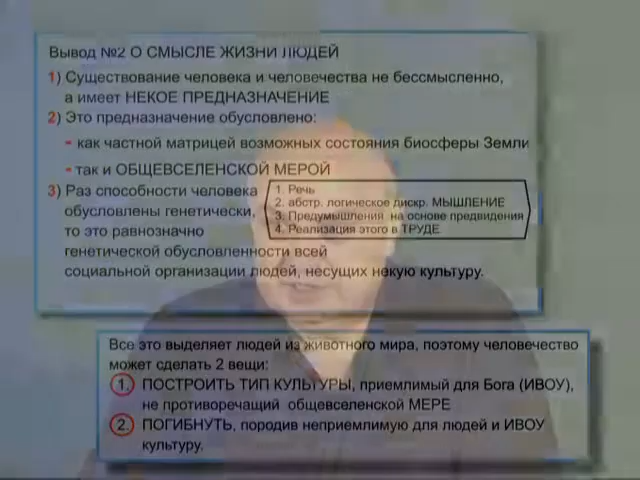 Вывод №2 О СМЫСЛЕ ЖИЗНИ ЛЮДЕЙ
1) Существование человека и человечества не бессмысленно,
а имеет НЕКОЕ ПРЕДНАЗНАЧЕНИЕ
2) Это предназначение обусловлено:
- как частной матрицей возможных состояния биосферы Земли
- так и ОБЩЕВСЕЛЕНСКОЙ МЕРОЙ
3) Раз способности человека
обусловлены генетически,
то это равнозначно
генетической обусловленности всей
социальной организации людей, несущих некую культуру.
1. Речь
2. абстр. логическое дискр. МЫШЛЕНИЕ
3. Предумышления на основе предвидения
4. Реализация этого в ТРУДЕ
Все это выделяет людей из животного мира, поэтому человечество
может сделать 2 вещи:
1. ПОСТРОИТЬ ТИП КУЛЬТУРЫ, приемлимый для Бога (ИВОУ),
не противоречащий общевселенской МЕРЕ
2. ПОГИБНУТЬ, породив неприемлимую для людей и ИВОУ
культуру.